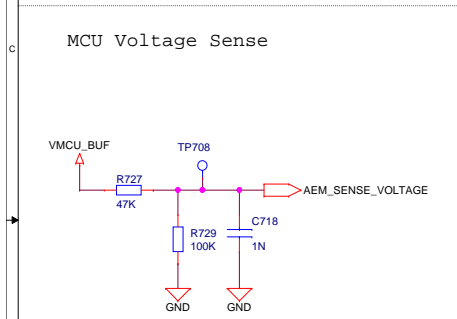 C
MCU Voltage Sense
VMCU_BUF
TP708
R727
47K
AEM_SENSE_VOLTAGE
R729
100K
C718
1N
GND
GND